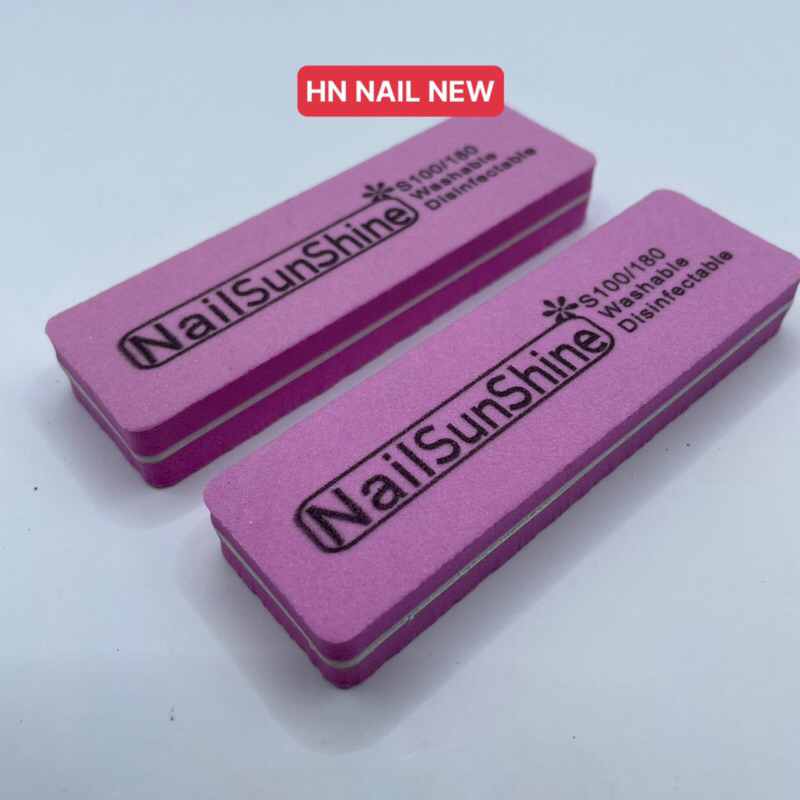 HN NAIL NEW
NailSunShine
S100/180
Washable
Disinfectable
NailSunShine
S100/180
Washable
Disinfectable